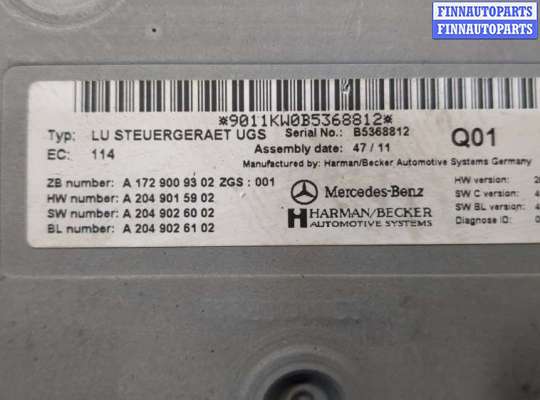 FINNAUTOPARTS
FINNAUTOPARTS
*9011KW0B5368812*
Typ: LU STEUERGERAET UGS Serial No.: B5368812 Q01
EC: 114 Assembly date: 47 / 11
Manufactured by: Harman/Becker Automotive Systems Germany
ZB number: A 172 900 93 02 ZGS : 001
HW number: A 204 901 59 02
SW number: A 204 902 60 02
BL number: A 204 902 61 02
Mercedes-Benz
HARMAN/BECKER
AUTOMOTIVE SYSTEMS
HW version:
SW C version: 4
SW BL version: 4
Diagnose ID: 0